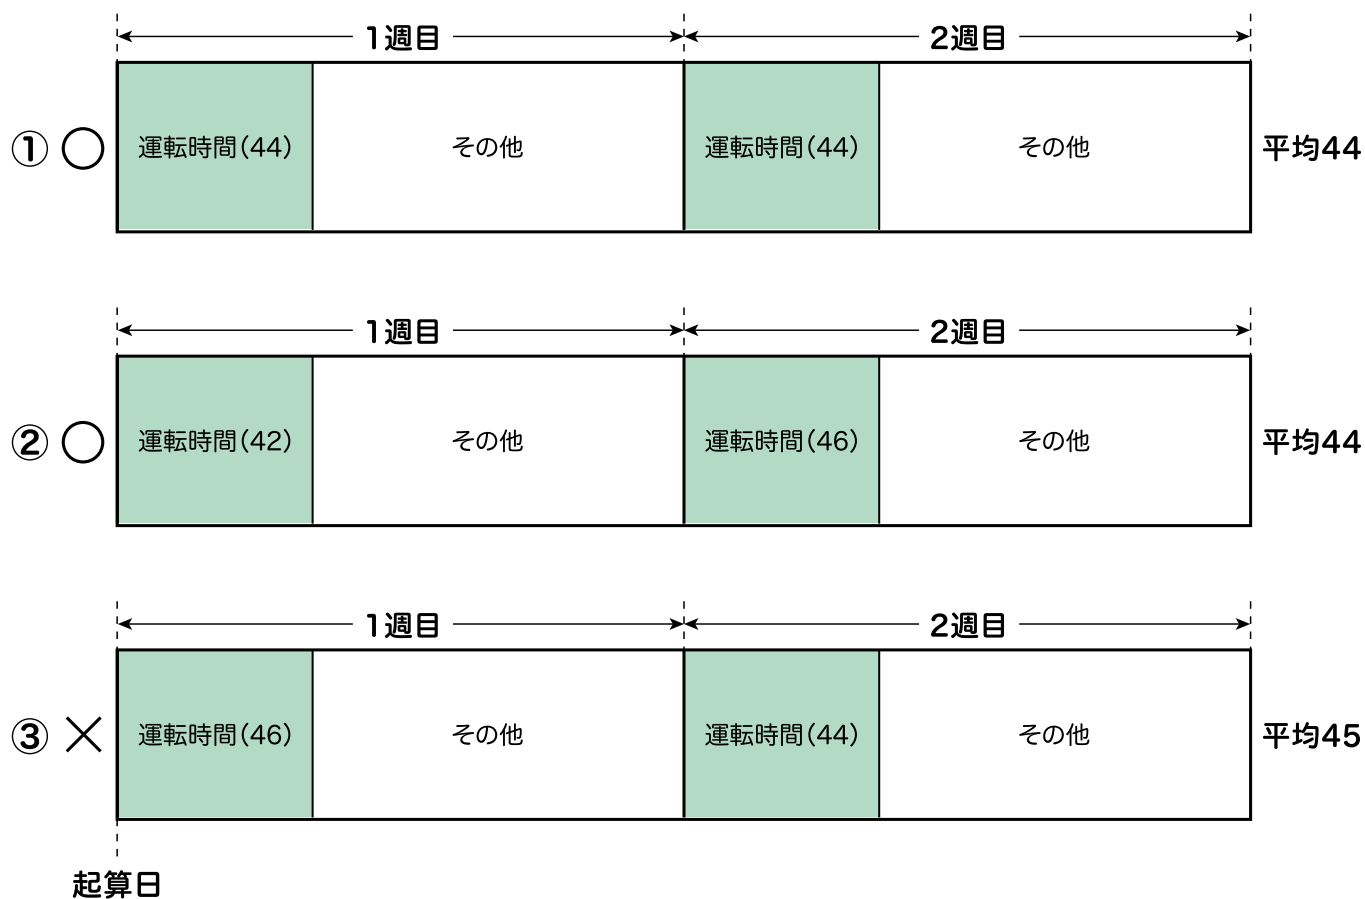 1週目 2週目
① ○ 運転時間(44) その他 運転時間(44) その他 平均44
1週目 2週目
② ○ 運転時間(42) その他 運転時間(46) その他 平均44
1週目 2週目
③ × 運転時間(46) その他 運転時間(44) その他 平均45
起算日